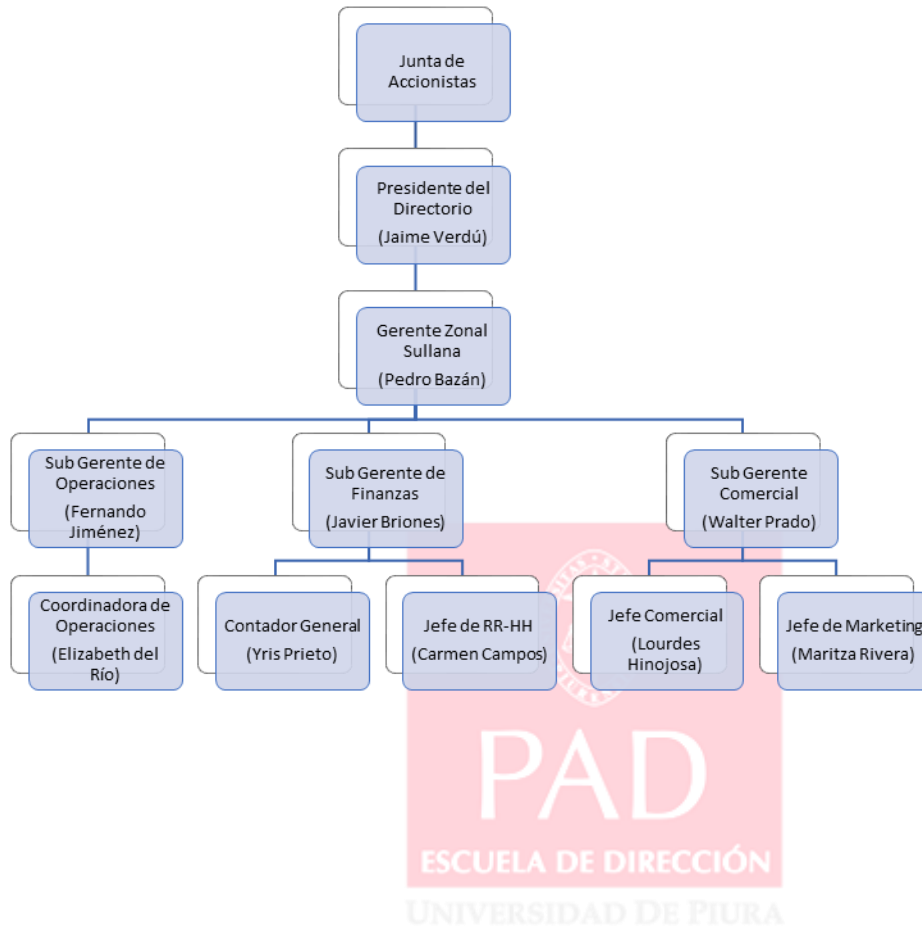 Junta de
Accionistas
Presidente del
Directorio
(Jaime Verdú)
Gerente Zonal
Sullana
(Pedro Bazán)
Sub Gerente de
Operaciones
(Fernando
Jiménez)
Sub Gerente de
Finanzas
(Javier Briones)
Sub Gerente
Comercial
(Walter Prado)
Coordinadora de
Operaciones
(Elizabeth del
Río)
Contador General
(Yris Prieto)
Jefe de RR-HH
(Carmen Campos)
Jefe Comercial
(Lourdes
Hinojosa)
Jefe de Marketing
(Maritza Rivera)
PAD
ESCUELA DE DIRECCIÓN
UNIVERSIDAD DE PIURA